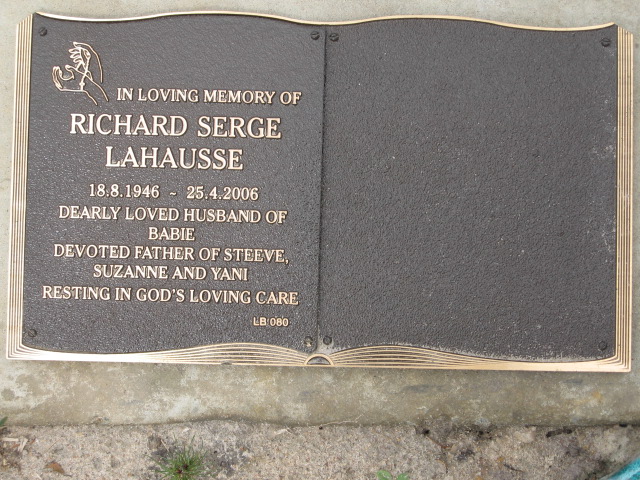 IN LOVING MEMORY OF
RICHARD SERGE
LAHAUSSE
18.8.1946 ~ 25.4.2006
DEARLY LOVED HUSBAND OF
BABIE
DEVOTED FATHER OF STEEVE,
SUZANNE AND YANI
RESTING IN GOD'S LOVING CARE
LB 080